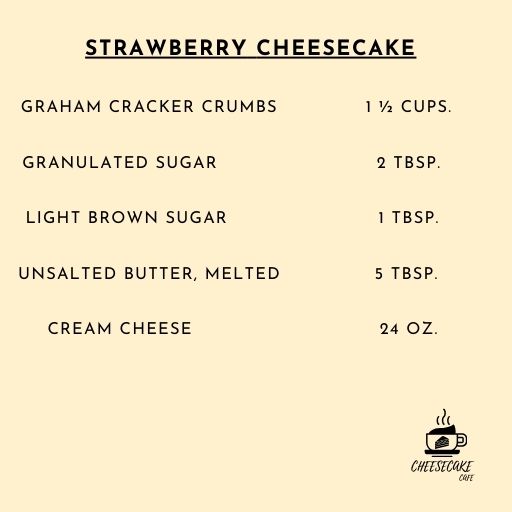 STRAWBERRY CHEESECAKE
GRAHAM CRACKER CRUMBS 1 ½ CUPS.
GRANULATED SUGAR 2 TBSP.
LIGHT BROWN SUGAR 1 TBSP.
UNSALTED BUTTER, MELTED 5 TBSP.
CREAM CHEESE 24 OZ.
CHEESECAKE
CAFE